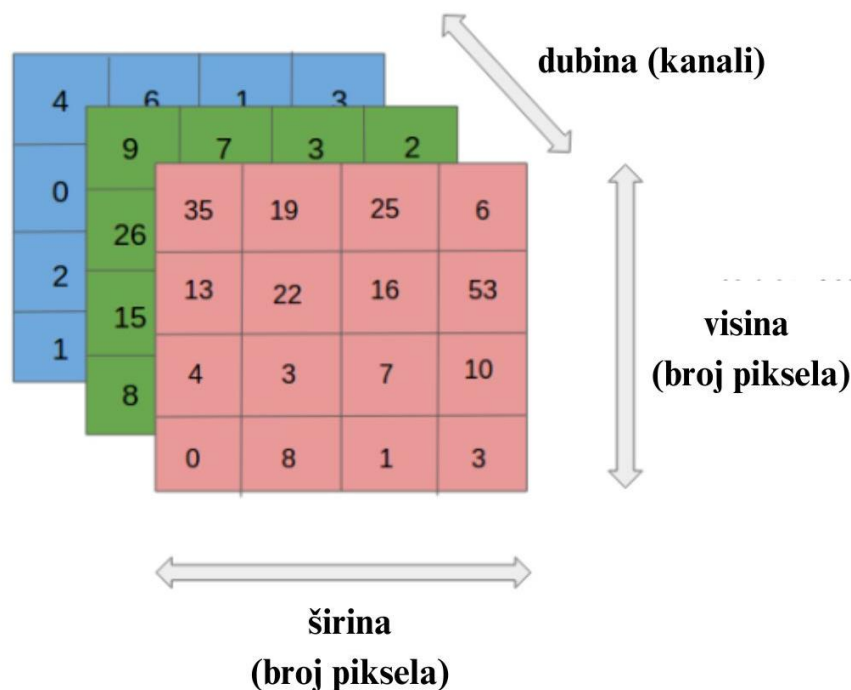 dubina (kanali)
4 6 1 3
9 7 3 2
0
35 19 25 6
26
2
13 22 16 53
15
visina
(broj piksela)
1
4 3 7 10
8
0 8 1 3
širina
(broj piksela)